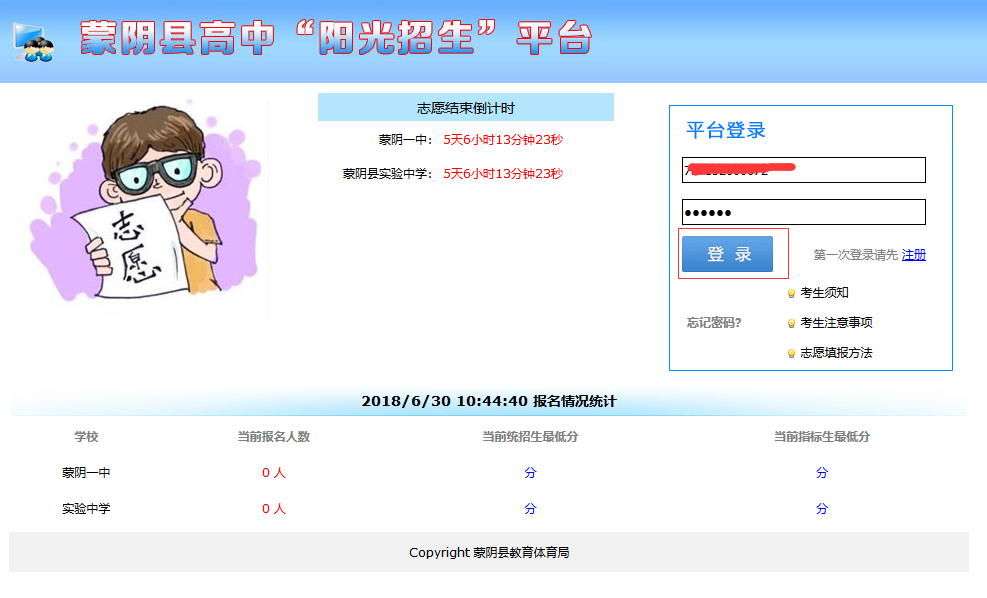 蒙阴县高中“阳光招生”平台
志愿
志愿结束倒计时
蒙阴一中： 5天6小时13分钟23秒
蒙阴县实验中学： 5天6小时13分钟23秒
平台登录
●●●●●●
登 录
第一次登录请先 注册
忘记密码?
考生须知
考生注意事项
志愿填报方法
2018/6/30 10:44:40 报名情况统计
学校 当前报名人数 当前统招生最低分 当前指标生最低分
蒙阴一中 0 人 分 分
实验中学 0 人 分 分
Copyright 蒙阴县教育体育局